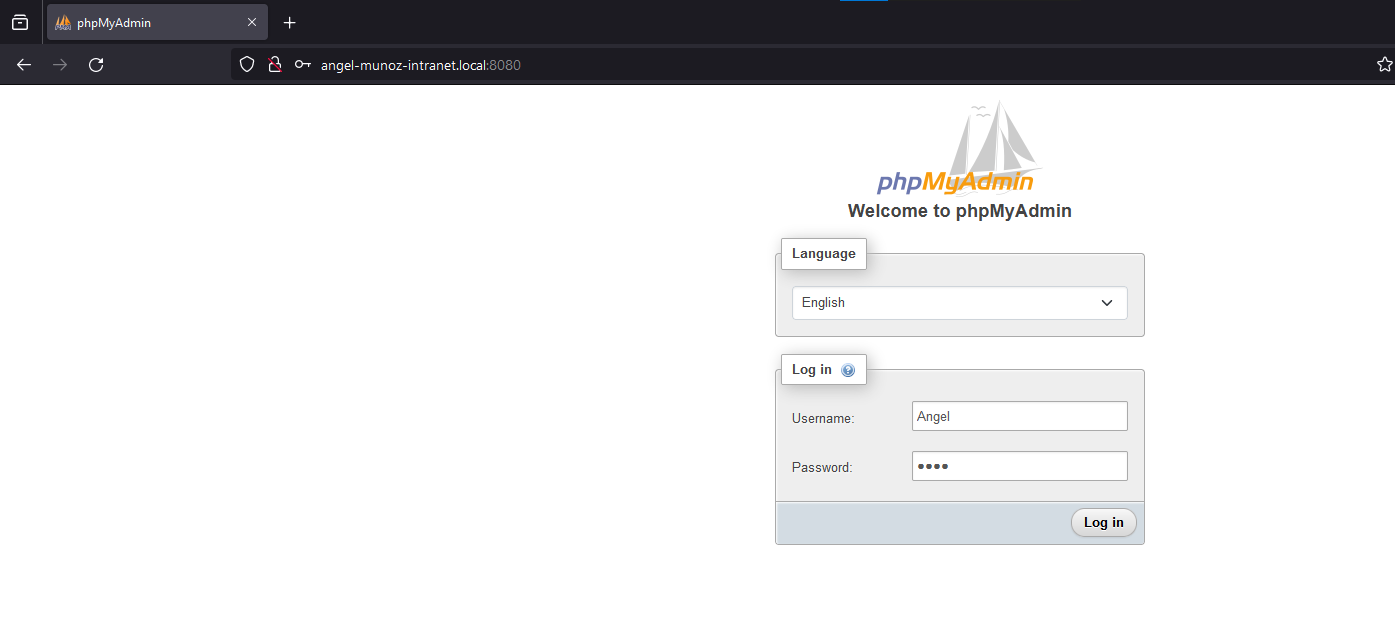 phpMyAdmin
angel-munoz-intranet.local:8080
phpMyAdmin
Welcome to phpMyAdmin
Language
English
Log in
Username: Angel
Password: ••••
Log in